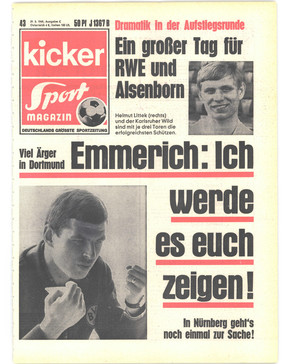 43
50 Pf J 1397 B
Dramatik in der Aufstiegsrunde
kicker
Sport
MAGAZIN
DEUTSCHLANDS GRÖSSTE SPORTZEITUNG
Ein großer Tag für
RWE und
Alsenborn
Helmut Littek (rechts)
und der Karlsruher Wild
sind mit je drei Toren die
erfolgreichsten Schützen.
Viel Ärger
in Dortmund
Emmerich: Ich
werde
es euch
zeigen!
In Nürnberg geht's
noch einmal zur Sache!